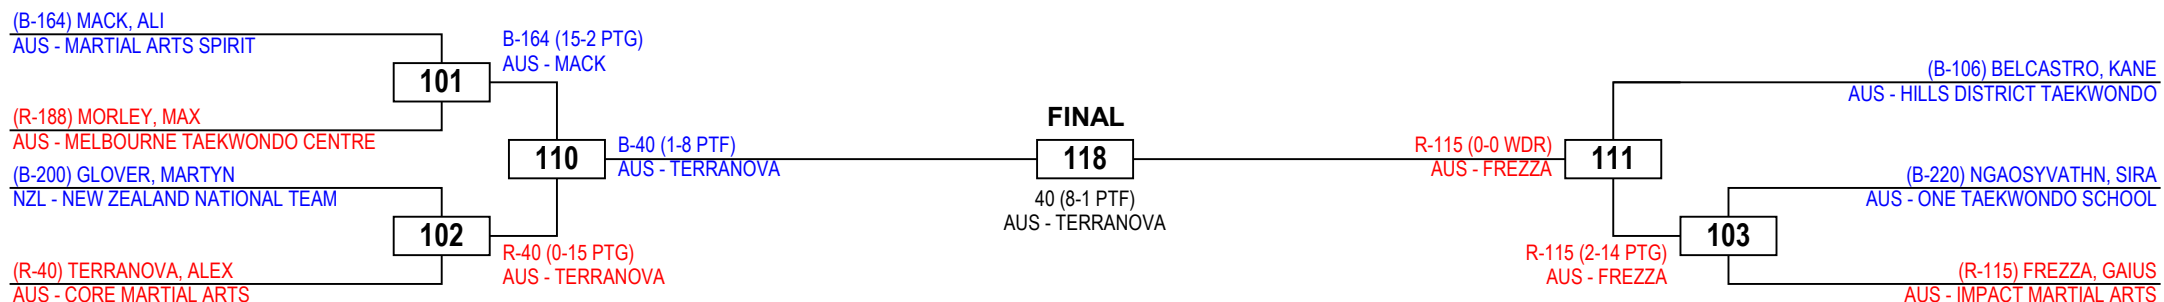 (B-164) MACK, ALI
AUS - MARTIAL ARTS SPIRIT
B-164 (15-2 PTG)
AUS - MACK
101
(R-188) MORLEY, MAX
AUS - MELBOURNE TAEKWONDO CENTRE
110
B-40 (1-8 PTF)
AUS - TERRANOVA
(B-200) GLOVER, MARTYN
NZL - NEW ZEALAND NATIONAL TEAM
102
R-40 (0-15 PTG)
AUS - TERRANOVA
(R-40) TERRANOVA, ALEX
AUS - CORE MARTIAL ARTS
FINAL
118
40 (8-1 PTF)
AUS - TERRANOVA
(B-106) BELCASTRO, KANE
AUS - HILLS DISTRICT TAEKWONDO
R-115 (0-0 WDR)
AUS - FREZZA
111
(B-220) NGAOSYVATHN, SIRA
AUS - ONE TAEKWONDO SCHOOL
103
R-115 (2-14 PTG)
AUS - FREZZA
(R-115) FREZZA, GAIUS
AUS - IMPACT MARTIAL ARTS